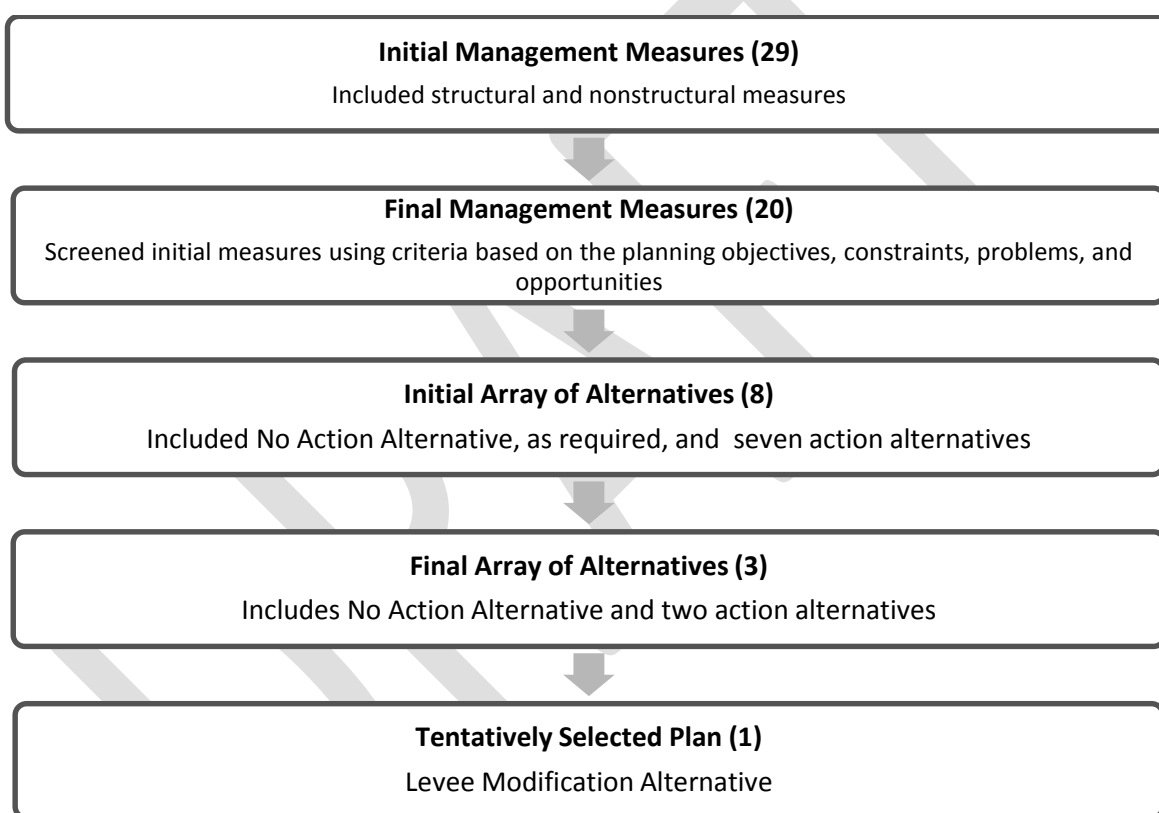 Initial Management Measures (29)
Included structural and nonstructural measures
Final Management Measures (20)
Screened initial measures using criteria based on the planning objectives, constraints, problems, and
opportunities
Initial Array of Alternatives (8)
Included No Action Alternative, as required, and  seven action alternatives
Final Array of Alternatives (3)
Includes No Action Alternative and two action alternatives
Tentatively Selected Plan (1)
Levee Modification Alternative